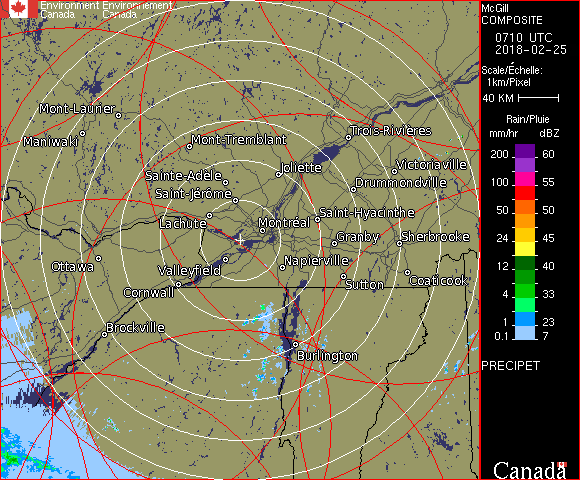 Environment Environnement
Canada Canada
McGill
COMPOSITE
0710 UTC
2018-02-25
Scale/Échelle:
1km/Pixel
40 KM
Rain/Pluie
mm/hr dBZ
200 60
150 57
100 55
50 50
24 45
12 40
4 33
1 23
0.1 7
PRECIPET
Canada
Mont-Laurier
Maniwaki
Mont-Tremblant
Trois-Rivières
Joliette
Victoriaville
Sainte-Adèle
Drummondville
Saint-Jérôme
Saint-Hyacinthe
Lachute
Montréal
Granby
Sherbrooke
Ottawa
Valleyfield
Napierville
Sutton
Coaticook
Cornwall
Brockville
Burlington